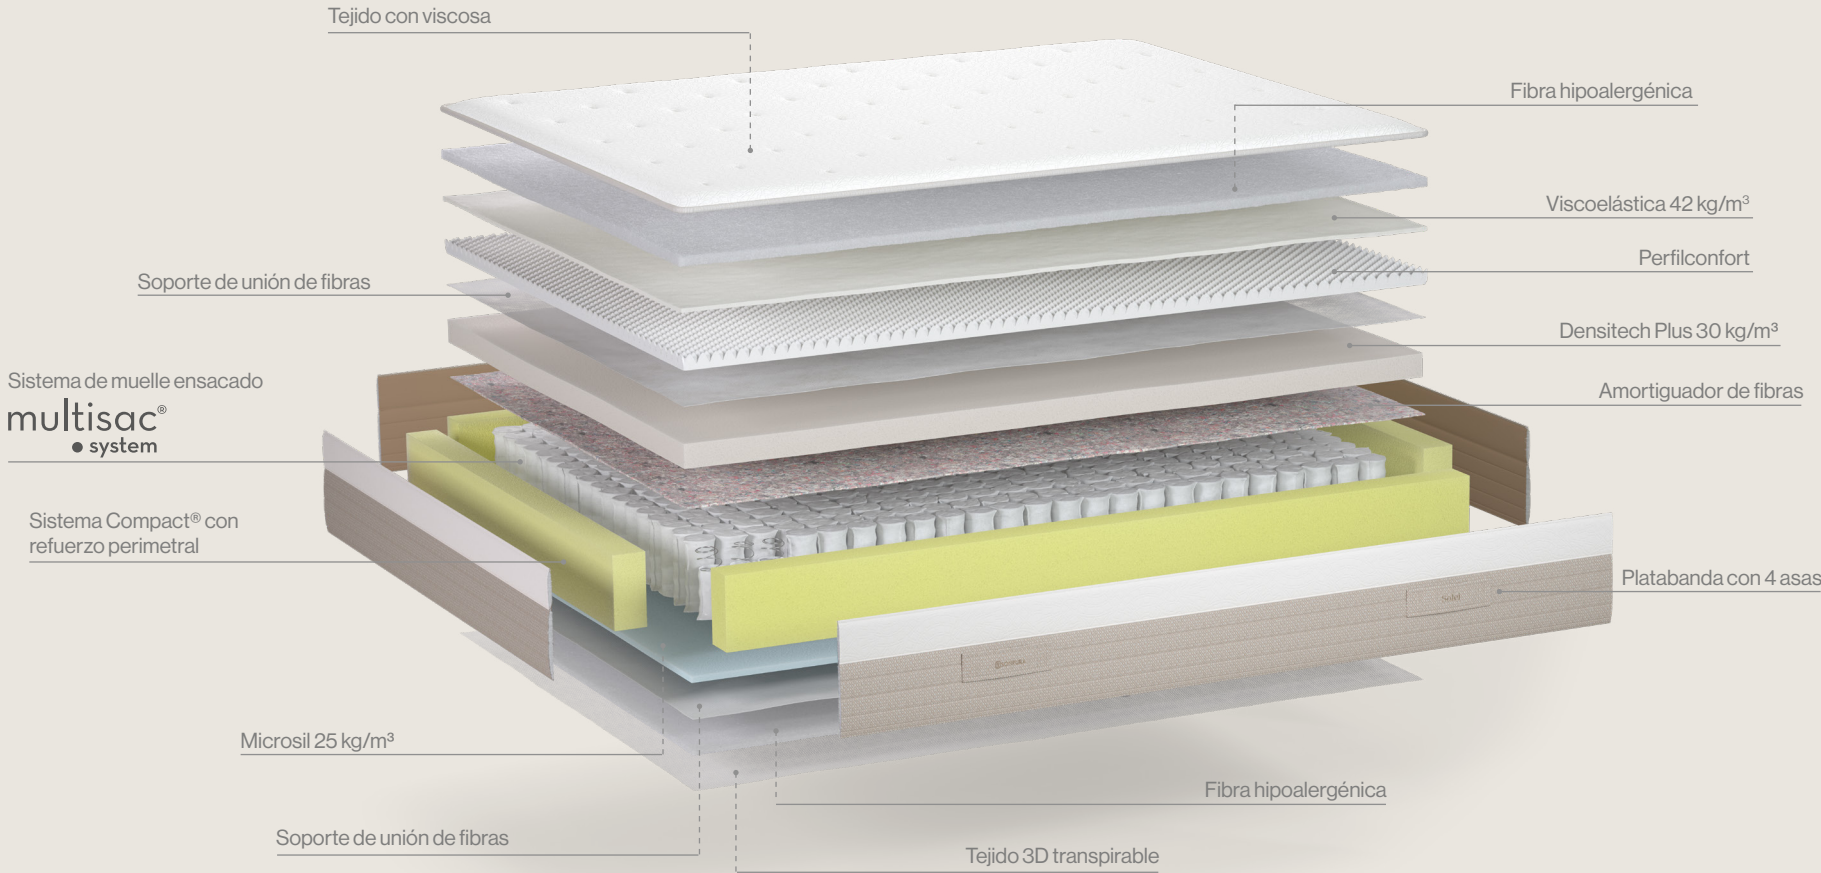 Tejido con viscosa
Fibra hipoalergénica
Viscoelástica 42 kg/m³
Perfilconfort
Soporte de unión de fibras
Densitech Plus 30 kg/m³
Sistema de muelle ensacado
multisac®
• system
Amortiguador de fibras
Sistema Compact® con
refuerzo perimetral
Platabanda con 4 asas
Solid
Microsil 25 kg/m³
Fibra hipoalergénica
Soporte de unión de fibras
Tejido 3D transpirable